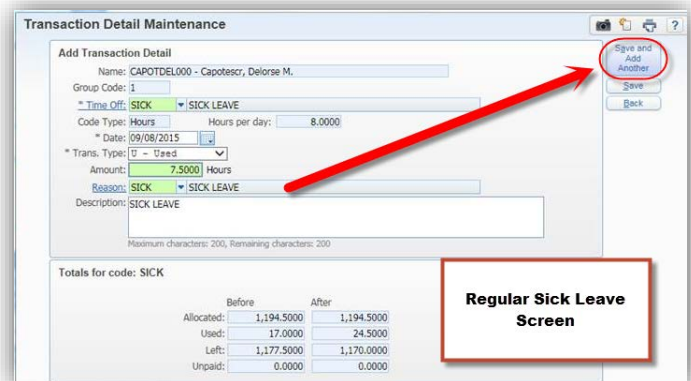 Transaction Detail Maintenance
?
Add Transaction Detail
Name: CAPOTDEL000 - Capotescr, Delorse M.
Group Code: 1
* Time Off: SICK SICK LEAVE
Code Type: Hours Hours per day: 8.0000
* Date: 09/08/2015
* Trans. Type: U - Used
Amount: 7.5000 Hours
Reason: SICK SICK LEAVE
Description: SICK LEAVE
Maximum characters: 200, Remaining characters: 200
Save and
Add
Another
Save
Back
Totals for code: SICK
Before After
Allocated: 1,194.5000 1,194.5000
Used: 17.0000 24.5000
Left: 1,177.5000 1,170.0000
Unpaid: 0.0000 0.0000
Regular Sick Leave
Screen